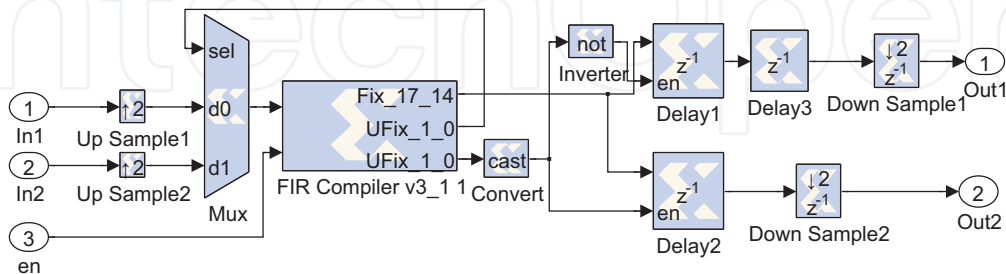 sel
d0
d1
Mux
1
In1
2
In2
3
en
↑2
Up Sample1
↑2
Up Sample2
Fix_17_14
UFix_1_0
UFix_1_0
FIR Compiler v3_1 1
cast
Convert
not
Inverter
z-1
en
Delay1
z-1
Delay3
↓2
z-1
Down Sample1
1
Out1
z-1
en
Delay2
↓2
z-1
Down Sample2
2
Out2